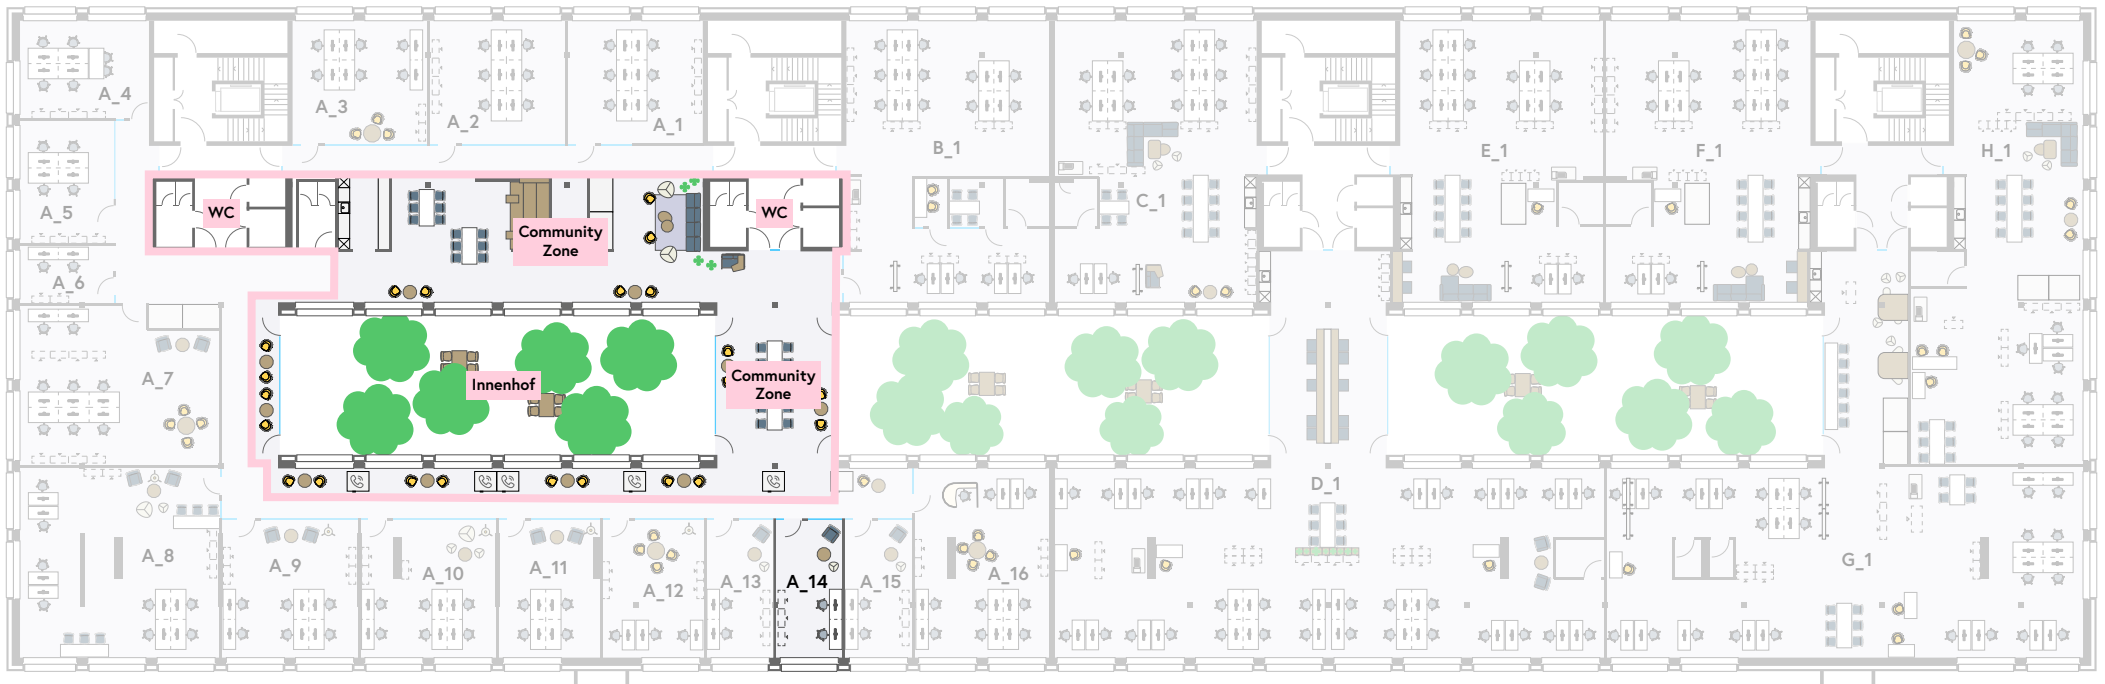 A_4
A_3
A_2
A_1
B_1
E_1
F_1
H_1
A_5
WC
WC
C_1
Community
Zone
A_6
A_7
Innenhof
Community
Zone
D_1
A_8
A_9
A_10
A_11
A_12
A_13
A_14
A_15
A_16
G_1